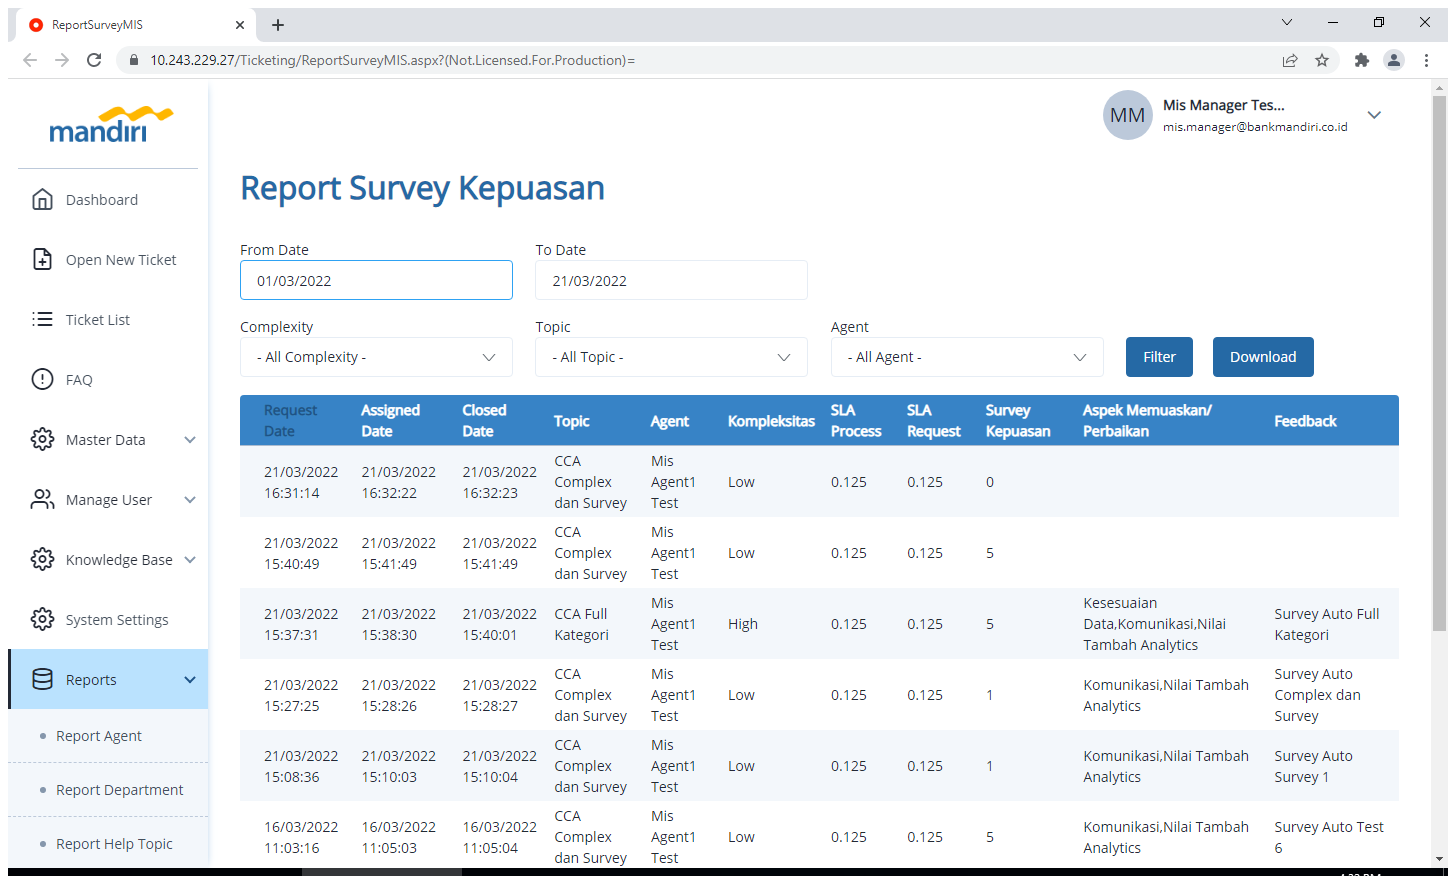 ReportSurveyMIS
10.243.229.27/Ticketing/ReportSurveyMIS.aspx?(Not.Licensed.For.Production)=
mandiri
MM
Mis Manager Tes...
mis.manager@bankmandiri.co.id
Dashboard
Open New Ticket
Ticket List
FAQ
Master Data
Manage User
Knowledge Base
System Settings
Reports
Report Agent
Report Department
Report Help Topic
Report Survey Kepuasan
From Date
To Date
01/03/2022
21/03/2022
Complexity
Topic
Agent
- All Complexity -
- All Topic -
- All Agent -
Filter
Download
Request Date
Assigned Date
Closed Date
Topic
Agent
Kompleksitas
SLA Process
SLA Request
Survey Kepuasan
Aspek Memuaskan/ Perbaikan
Feedback
21/03/2022 16:31:14
21/03/2022 16:32:22
21/03/2022 16:32:23
CCA Complex dan Survey
Mis Agent1 Test
Low
0.125
0.125
0
21/03/2022 15:40:49
21/03/2022 15:41:49
21/03/2022 15:41:49
CCA Complex dan Survey
Mis Agent1 Test
Low
0.125
0.125
5
21/03/2022 15:37:31
21/03/2022 15:38:30
21/03/2022 15:40:01
CCA Full Kategori
Mis Agent1 Test
High
0.125
0.125
5
Kesesuaian Data,Komunikasi,Nilai Tambah Analytics
Survey Auto Full Kategori
21/03/2022 15:27:25
21/03/2022 15:28:26
21/03/2022 15:28:27
CCA Complex dan Survey
Mis Agent1 Test
Low
0.125
0.125
1
Komunikasi,Nilai Tambah Analytics
Survey Auto Complex dan Survey
21/03/2022 15:08:36
21/03/2022 15:10:03
21/03/2022 15:10:04
CCA Complex dan Survey
Mis Agent1 Test
Low
0.125
0.125
1
Komunikasi,Nilai Tambah Analytics
Survey Auto Survey 1
16/03/2022 11:03:16
16/03/2022 11:05:03
16/03/2022 11:05:04
CCA Complex dan Survey
Mis Agent1 Test
Low
0.125
0.125
5
Komunikasi,Nilai Tambah Analytics
Survey Auto Test 6